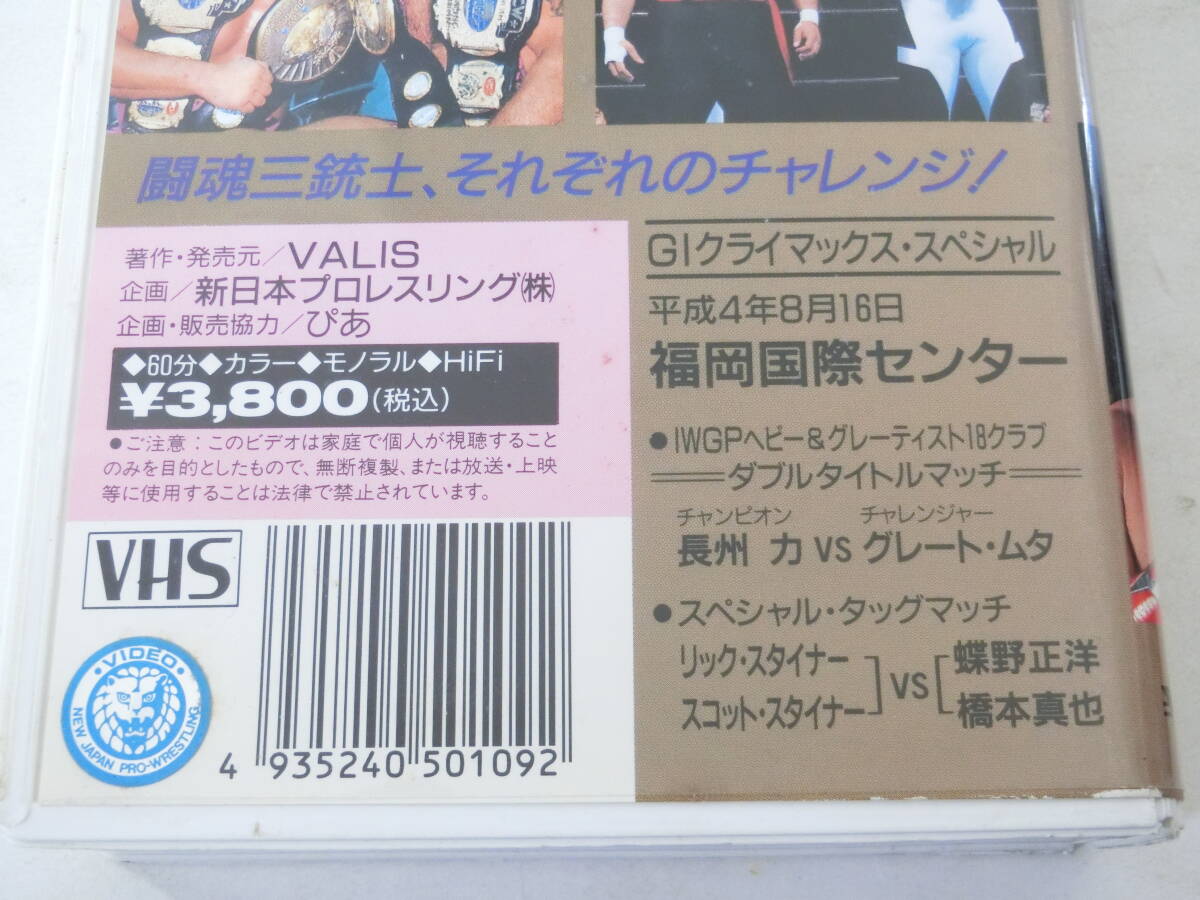 闘魂三銃士、それぞれのチャレンジ!
著作・発売元/VALIS
企画/新日本プロレスリング㈱
企画・販売協力/ぴあ
◆60分◆カラー◆モノラル◆HiFi
¥3,800(税込)
●ご注意:このビデオは家庭で個人が視聴すること
のみを目的としたもので、無断複製、または放送・上映
等に使用することは法律で禁止されています。
VHS
・VIDEO・
NEW JAPAN PRO-WRESTLING
4 935240 501092
G1クライマックス・スペシャル
平成4年8月16日
福岡国際センター
●IWGPヘビー&グレーティスト18クラブ
ダブルタイトルマッチ
チャンピオン チャレンジャー
長州 力 VS グレート・ムタ
●スペシャル・タッグマッチ
リック・スタイナー
スコット・スタイナー
VS
蝶野正洋
橋本真也